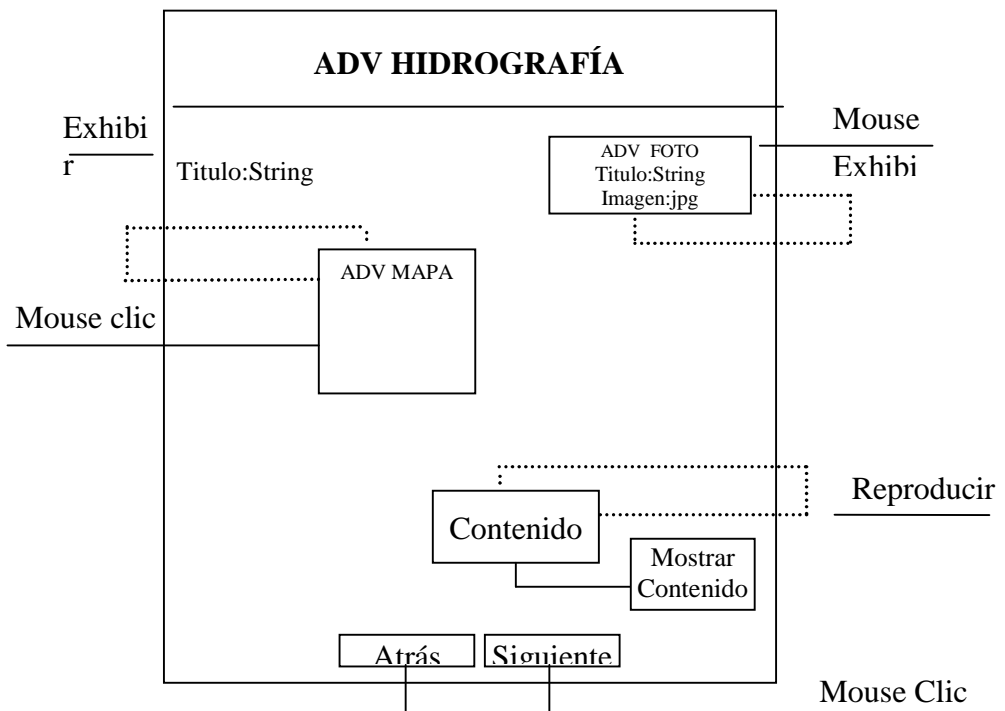 ADV HIDROGRAFÍA
Exhibi
r
Titulo:String
ADV FOTO
Titulo:String
Imagen:jpg
Mouse
Exhibi
ADV MAPA
Mouse clic
Contenido
Reproducir
Mostrar
Contenido
Atrás
Siguiente
Mouse Clic